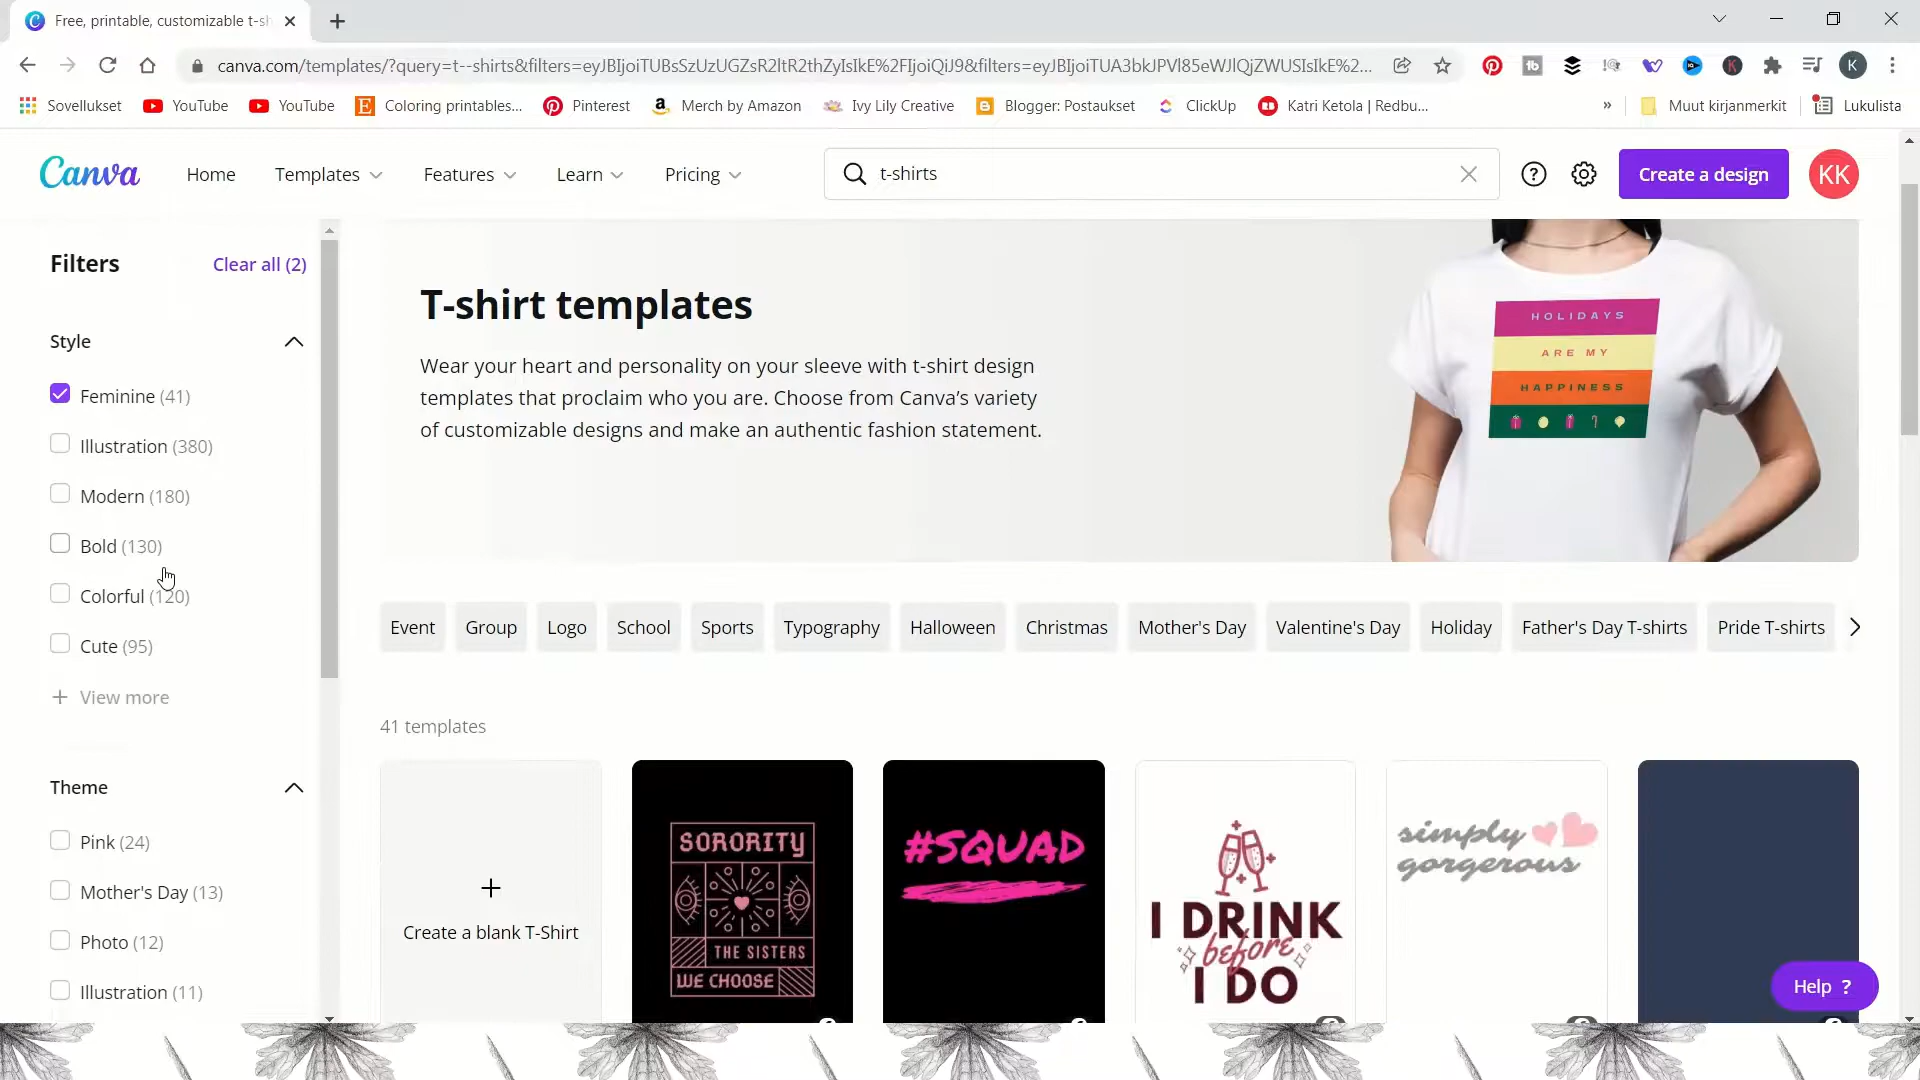 Free, printable, customizable t-sh
canva.com/templates/?query=t--shirts&filters=eyJBIjoiTUBsSzUzUGZsR2ltR2thZyIsIkE%2FIjoiQiJ9&filters=eyJBIjoiTUA3bkJPVl85eWJlQjZWUSIsIkE%2...
K
Sovellukset
YouTube
YouTube
Coloring printables...
Pinterest
Merch by Amazon
Ivy Lily Creative
Blogger: Postaukset
ClickUp
Katri Ketola | Redbu...
»
Muut kirjanmerkit
Lukulista
Canva
Home
Templates
Features
Learn
Pricing
t-shirts
Create a design
KK
Filters
Clear all (2)
Style
Feminine (41)
Illustration (380)
Modern (180)
Bold (130)
Colorful (120)
Cute (95)
+ View more
Theme
Pink (24)
Mother's Day (13)
Photo (12)
Illustration (11)
T-shirt templates
Wear your heart and personality on your sleeve with t-shirt design
templates that proclaim who you are. Choose from Canva's variety
of customizable designs and make an authentic fashion statement.
HOLIDAYS
ARE MY
HAPPINESS
Event
Group
Logo
School
Sports
Typography
Halloween
Christmas
Mother's Day
Valentine's Day
Holiday
Father's Day T-shirts
Pride T-shirts
41 templates
+
Create a blank T-Shirt
SORORITY
THE SISTERS
WE CHOOSE
#SQUAD
I DRINK
before
I DO
simply
gorgeous
Help ?